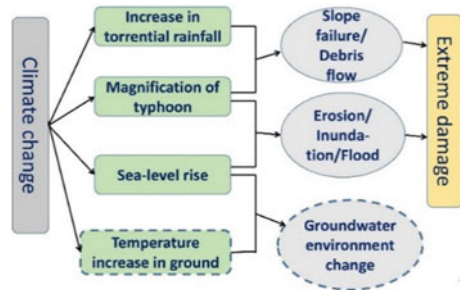 Climate change
Increase in
torrential rainfall
Magnification of
typhoon
Sea-level rise
Temperature
increase in ground
Slope
failure/
Debris
flow
Erosion/
Inunda-
tion/Flood
Groundwater
environment
change
Extreme damage